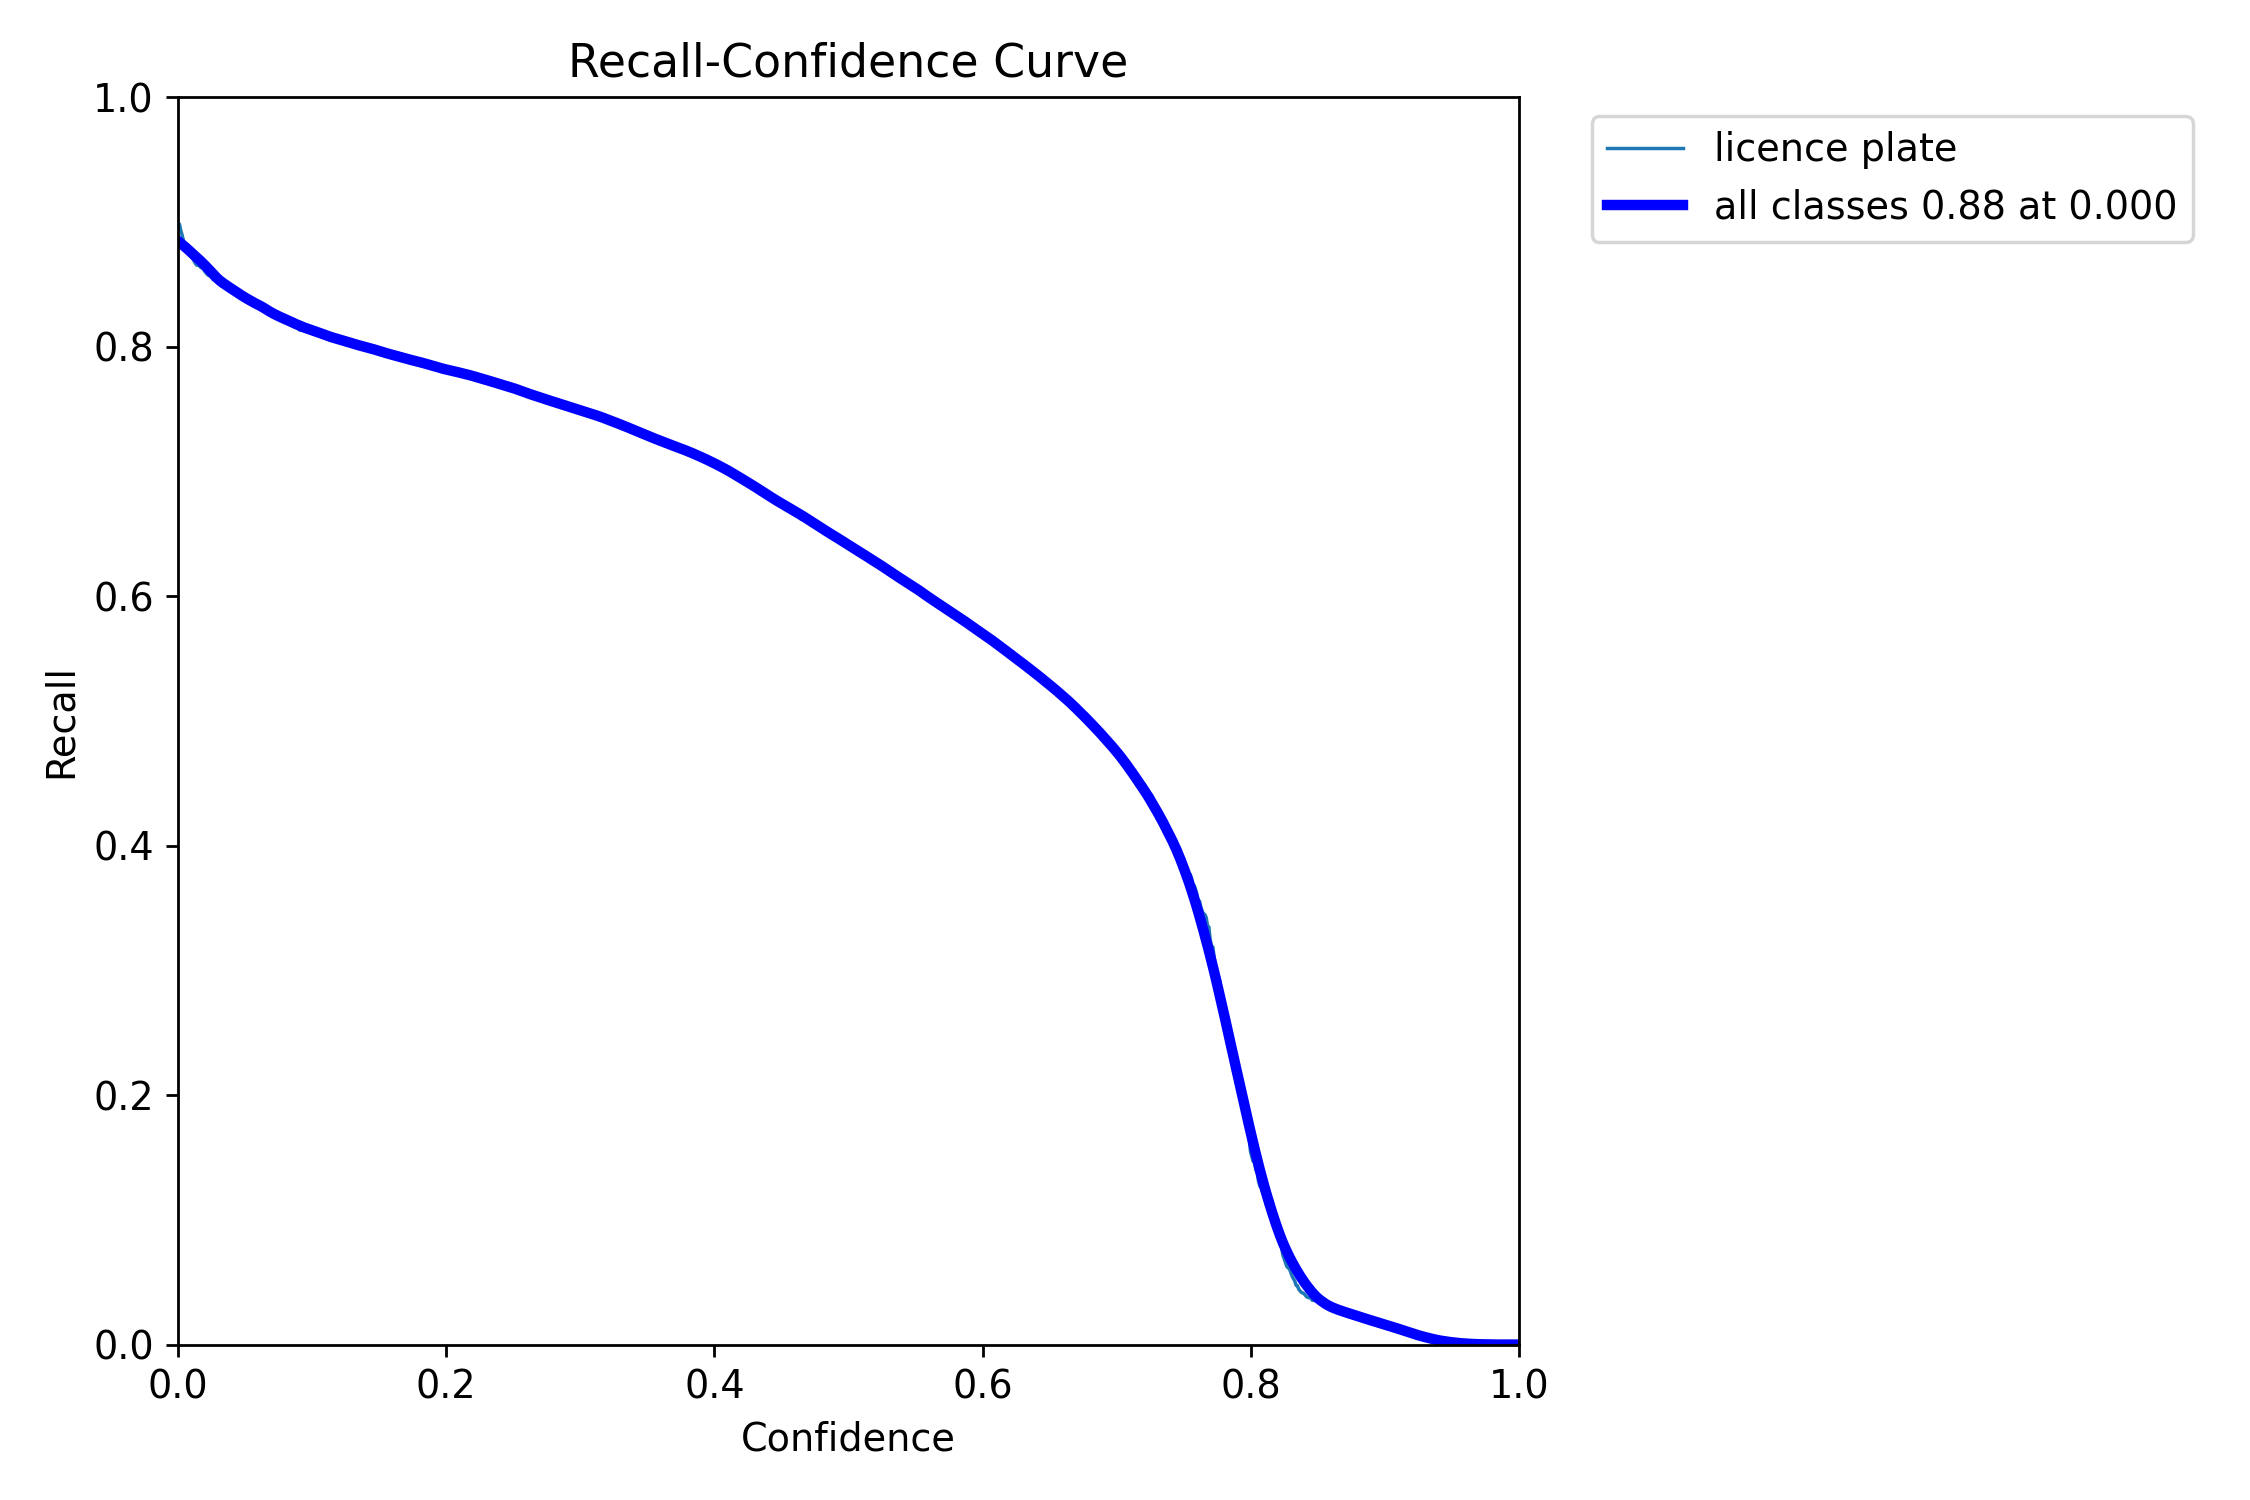 Recall-Confidence Curve
1.0
0.8
0.6
0.4
0.2
0.0
Recall
0.0 0.2 0.4 0.6 0.8 1.0
Confidence
licence plate
all classes 0.88 at 0.000